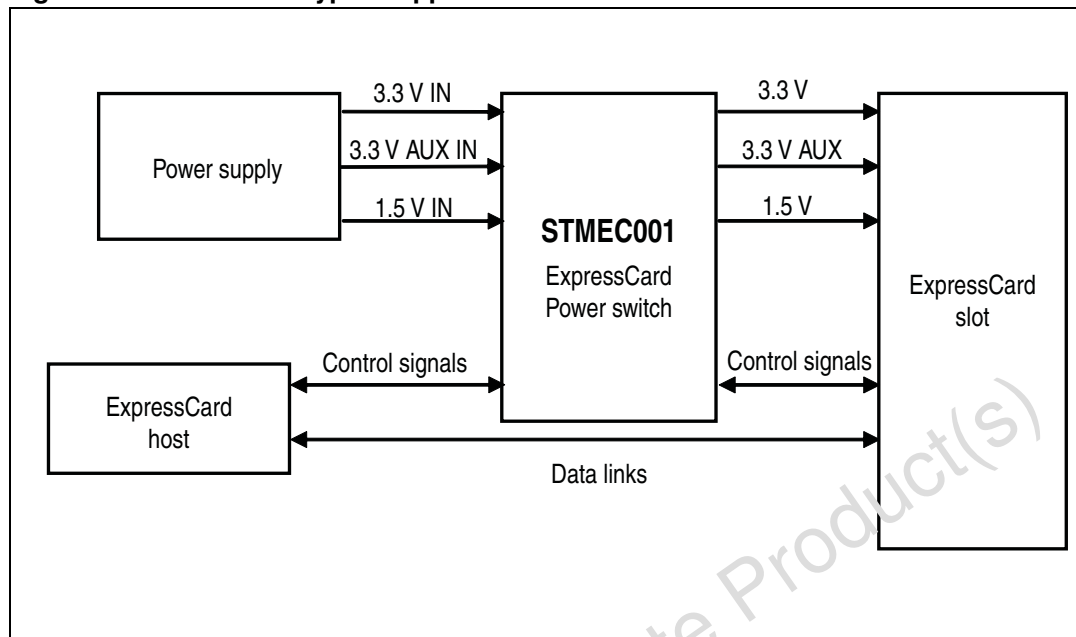 3.3 V IN
3.3 V
3.3 V AUX IN
3.3 V AUX
Power supply
1.5 V IN
1.5 V
STMEC001
ExpressCard
Power switch
ExpressCard
slot
Control signals
Control signals
ExpressCard
host
Data links
Product(s)